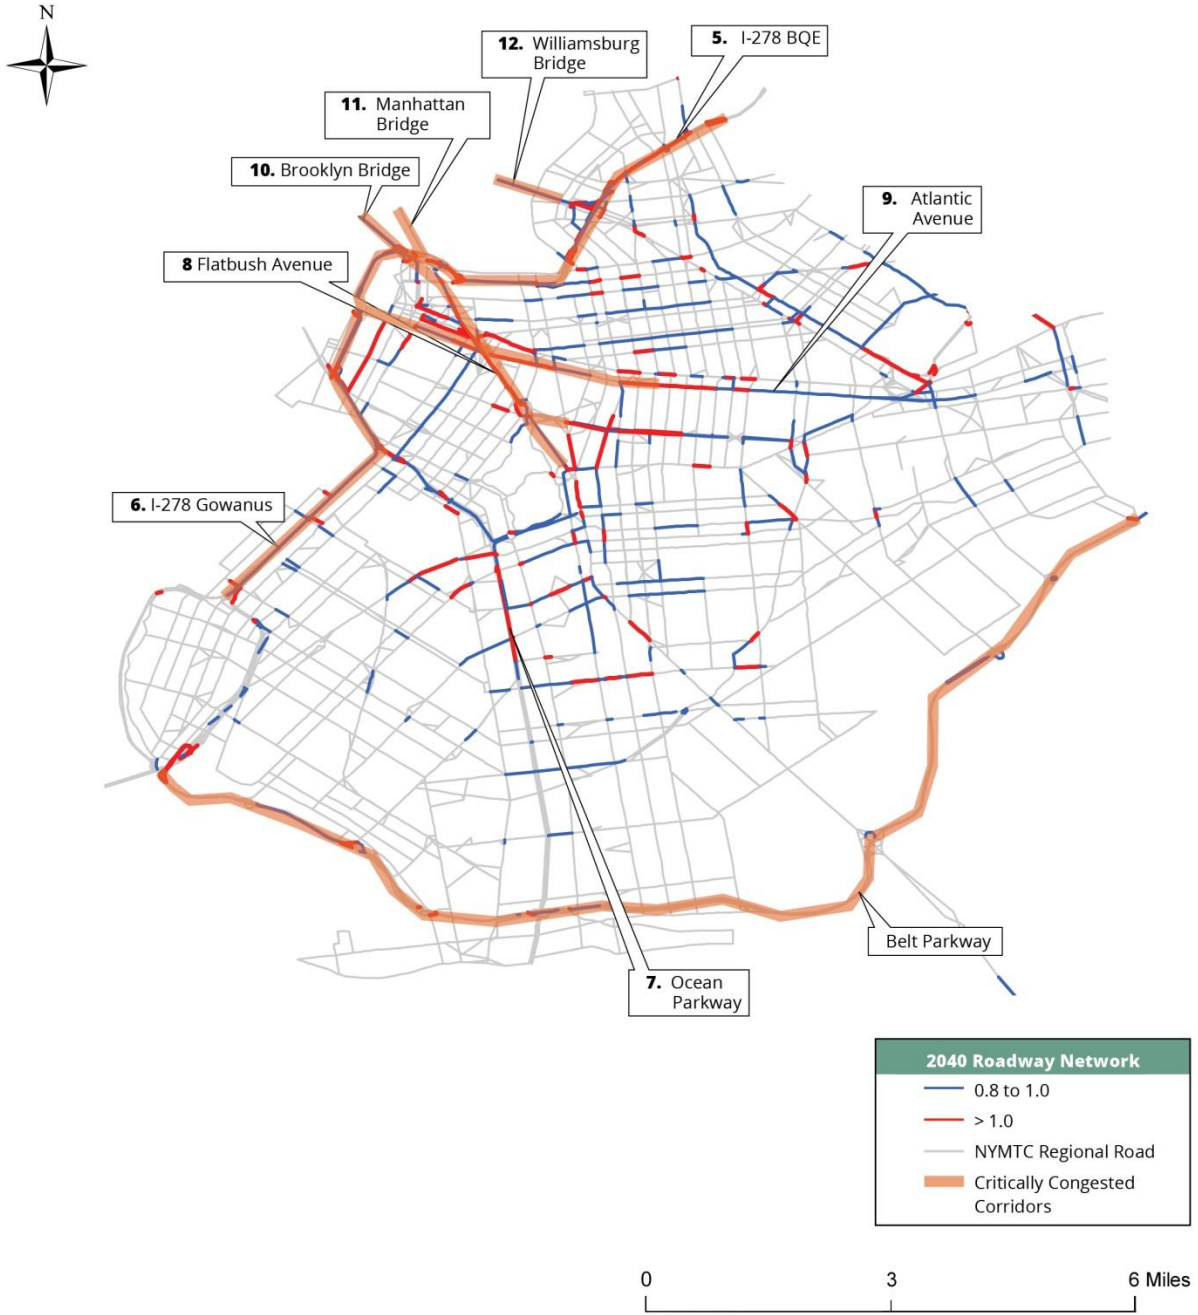 N
12. Williamsburg
Bridge
5. I-278 BQE
11. Manhattan
Bridge
10. Brooklyn Bridge
9. Atlantic
Avenue
8 Flatbush Avenue
6. I-278 Gowanus
Belt Parkway
7. Ocean
Parkway
2040 Roadway Network
0.8 to 1.0
> 1.0
NYMTC Regional Road
Critically Congested
Corridors
0 3 6 Miles